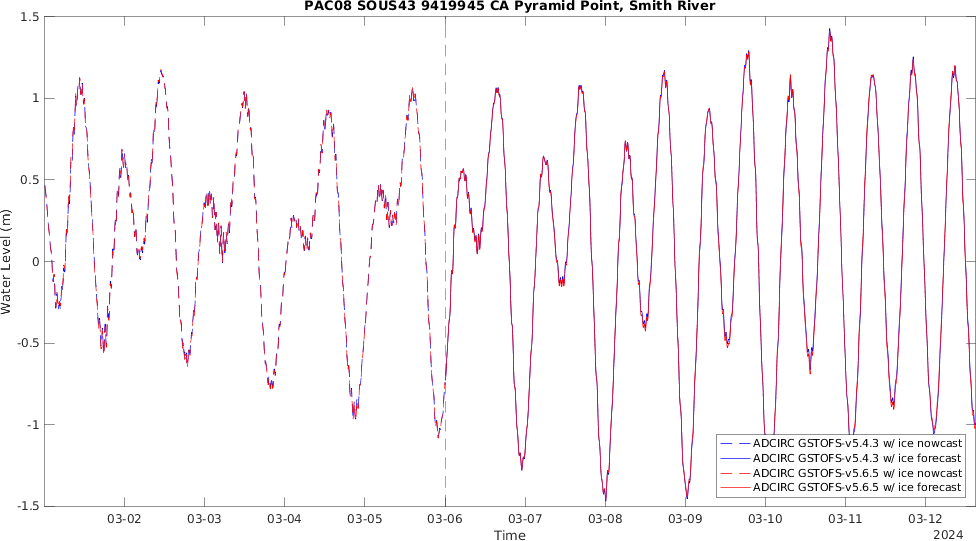 PAC08 SOUS43 9419945 CA Pyramid Point, Smith River
1.5
1
0.5
0
-0.5
-1
-1.5
Water Level (m)
ADCIRC GSTOFS-v5.4.3 w/ ice nowcast
ADCIRC GSTOFS-v5.4.3 w/ ice forecast
ADCIRC GSTOFS-v5.6.5 w/ ice nowcast
ADCIRC GSTOFS-v5.6.5 w/ ice forecast
03-02 03-03 03-04 03-05 03-06 03-07 03-08 03-09 03-10 03-11 03-12
Time
2024